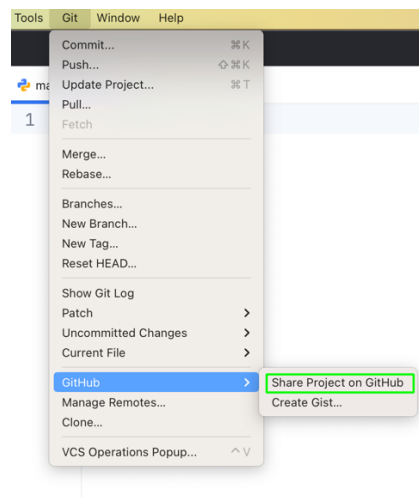 Tools Git Window Help
Commit... ⌘K
Push... ⇧⌘K
Update Project... ⌘T
Pull...
Fetch
Merge...
Rebase...
Branches...
New Branch...
New Tag...
Reset HEAD...
Show Git Log
Patch
Uncommitted Changes
Current File
GitHub
Share Project on GitHub
Manage Remotes...
Create Gist...
Clone...
VCS Operations Popup... ^V
1